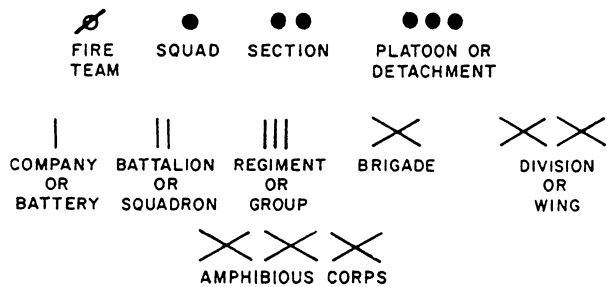 FIRE TEAM
SQUAD
SECTION
PLATOON OR DETACHMENT
COMPANY OR BATTERY
BATTALION OR SQUADRON
REGIMENT OR GROUP
BRIGADE
DIVISION OR WING
AMPHIBIOUS CORPS